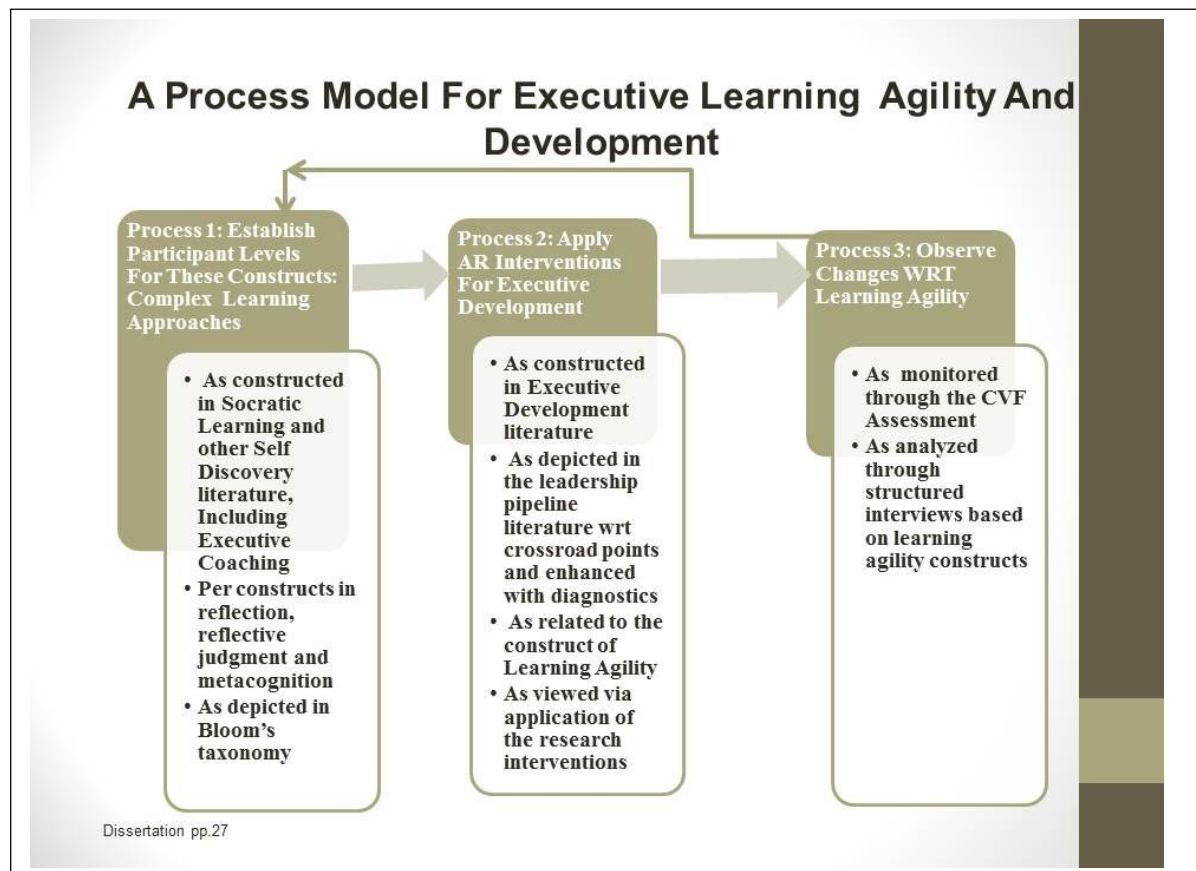 A Process Model For Executive Learning Agility And
Development
Process 1: Establish
Participant Levels
For These Constructs:
Complex Learning
Approaches
• As constructed
in Socratic
Learning and
other Self
Discovery
literature,
Including
Executive
Coaching
• Per constructs in
reflection,
reflective
judgment and
metacognition
• As depicted in
Bloom's
taxonomy
Process 2: Apply
AR Interventions
For Executive
Development
• As constructed
in Executive
Development
literature
• As depicted in
the leadership
pipeline
literature wrt
crossroad points
and enhanced
with diagnostics
• As related to the
construct of
Learning Agility
• As viewed via
application of
the research
interventions
Process 3: Observe
Changes WRT
Learning Agility
• As monitored
through the CVF
Assessment
• As analyzed
through
structured
interviews based
on learning
agility constructs
Dissertation pp.27